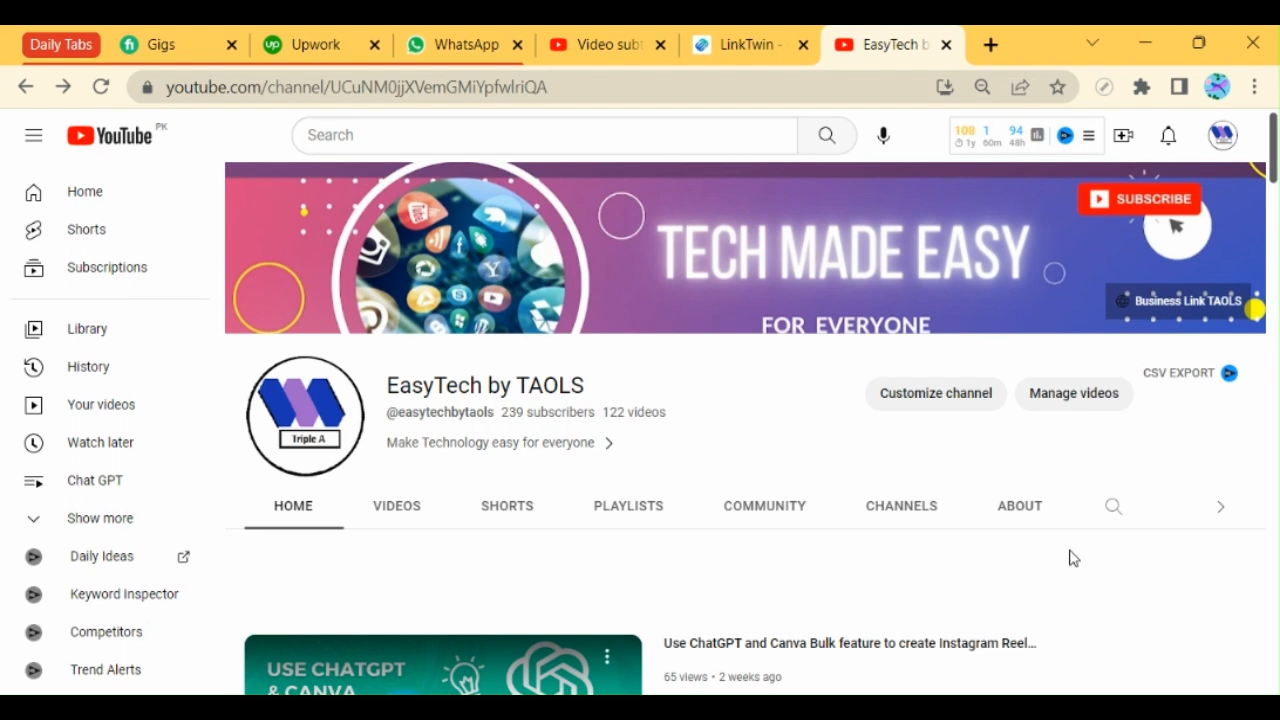 Daily Tabs
Gigs
Upwork
WhatsApp
Video subt
LinkTwin -
EasyTech b
youtube.com/channel/UCuNM0jjXVemGMiYpfwlriQA
YouTube PK
Search
108 1 94
1y 60m 48h
Home
Shorts
Subscriptions
Library
History
Your videos
Watch later
Chat GPT
Show more
Daily Ideas
Keyword Inspector
Competitors
Trend Alerts
TECH MADE EASY
FOR EVERYONE
SUBSCRIBE
Business Link TAOLS
Triple A
EasyTech by TAOLS
@easytechbytaols 239 subscribers 122 videos
Make Technology easy for everyone
Customize channel
Manage videos
CSV EXPORT
HOME
VIDEOS
SHORTS
PLAYLISTS
COMMUNITY
CHANNELS
ABOUT
USE CHATGPT
& CANVA
Use ChatGPT and Canva Bulk feature to create Instagram Reel...
65 views • 2 weeks ago